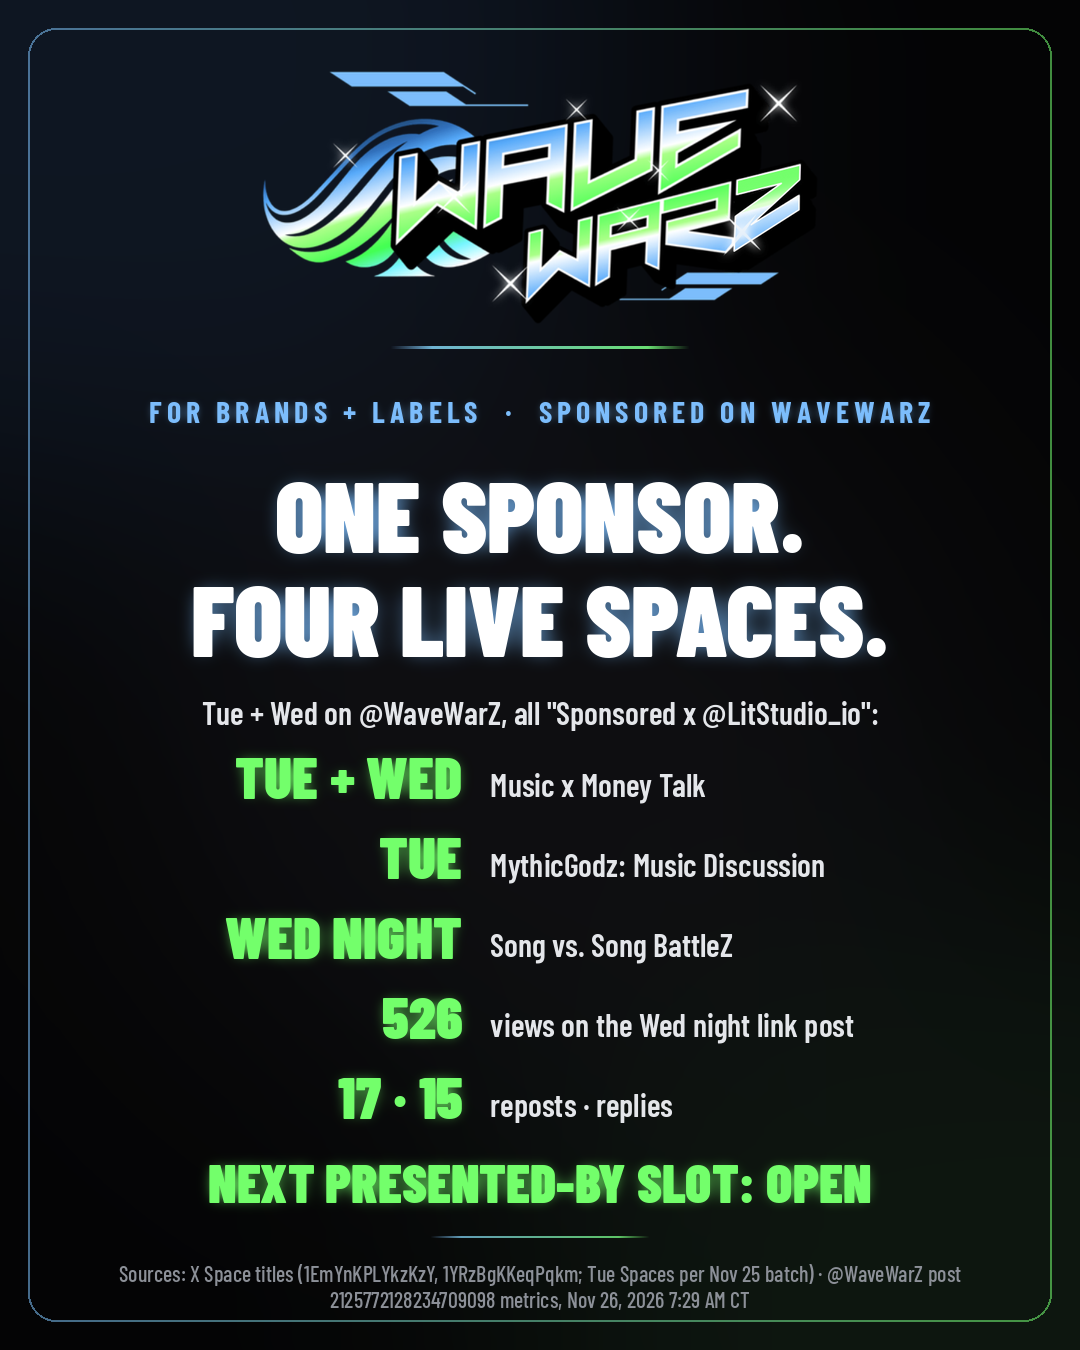 WAVE
WARZ
FOR BRANDS + LABELS · SPONSORED ON WAVEWARZ
ONE SPONSOR.
FOUR LIVE SPACES.
Tue + Wed on @WaveWarZ, all "Sponsored x @LitStudio_io":
TUE + WED Music x Money Talk
TUE MythicGodz: Music Discussion
WED NIGHT Song vs. Song BattleZ
526 views on the Wed night link post
17 · 15 reposts · replies
NEXT PRESENTED-BY SLOT: OPEN
Sources: X Space titles (1EmYnKPLYkzKzY, 1YRzBgKKeqPqkm; Tue Spaces per Nov 25 batch) · @WaveWarZ post
2125772128234709098 metrics, Nov 26, 2026 7:29 AM CT